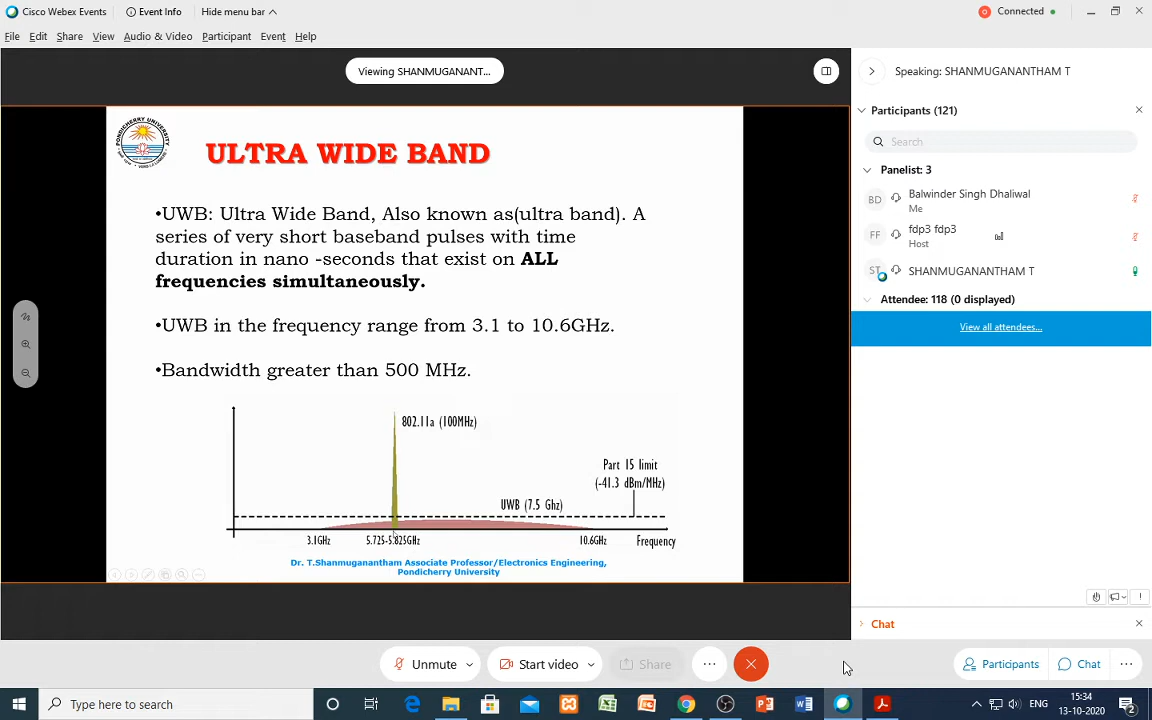 Cisco Webex Events
Event Info
Hide menu bar
Connected
File Edit Share View Audio & Video Participant Event Help
Viewing SHANMUGANANT...
Speaking: SHANMUGANANTHAM T
Participants (121)
Search
Panelist: 3
BD
Balwinder Singh Dhaliwal
Me
FF
fdp3 fdp3
Host
ST
SHANMUGANANTHAM T
Attendee: 118 (0 displayed)
View all attendees...
PONDICHERRY UNIVERSITY
ULTRA WIDE BAND
•UWB: Ultra Wide Band, Also known as(ultra band). A
series of very short baseband pulses with time
duration in nano -seconds that exist on ALL
frequencies simultaneously.
•UWB in the frequency range from 3.1 to 10.6GHz.
•Bandwidth greater than 500 MHz.
802.11a (100MHz)
Part 15 limit
(-41.3 dBm/MHz)
UWB (7.5 Ghz)
3.1GHz
5.725-5.825GHz
10.6GHz
Frequency
Dr. T.Shanmuganantham Associate Professor/Electronics Engineering,
Pondicherry University
Chat
Unmute
Start video
Share
Participants
Chat
Type here to search
ENG
15:34
13-10-2020
2